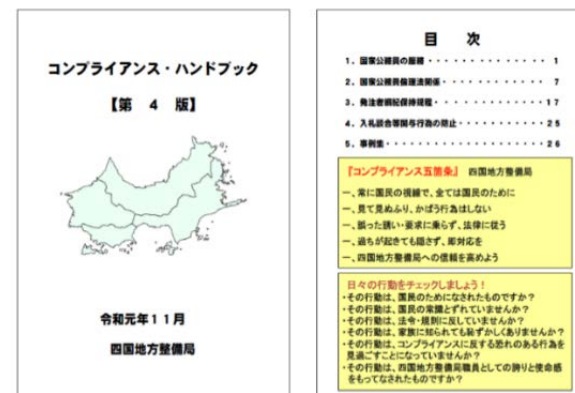 コンプライアンス・ハンドブック
【第 4 版】
令和元年11月
四国地方整備局
目 次
1．国家公務員の服務・・・・・・・・・・・・・・ 1
2．国家公務員倫理法関係・・・・・・・・・・・・ 7
3．発注者綱紀保持規程・・・・・・・・・・・・・17
4．入札談合等関与行為の防止・・・・・・・・・・25
5．事例集・・・・・・・・・・・・・・・・・・・26
『コンプライアンス五箇条』 四国地方整備局
一、常に国民の視線で、全ては国民のために
一、見て見ぬふり、かばう行為はしない
一、誤った誘い・要求に乗らず、法律に従う
一、過ちが起きても隠さず、即対応を
一、四国地方整備局への信頼を高めよう
日々の行動をチェックしましょう！
・その行動は、国民のためになされたものですか？
・その行動は、国民の常識とずれていませんか？
・その行動は、法令・規則に反していませんか？
・その行動は、家族に知られても恥ずかしくありませんか？
・その行動は、コンプライアンスに反する恐れのある行為を
見過ごすことになっていませんか？
・その行動は、四国地方整備局職員としての誇りと使命感
をもってなされたものですか？